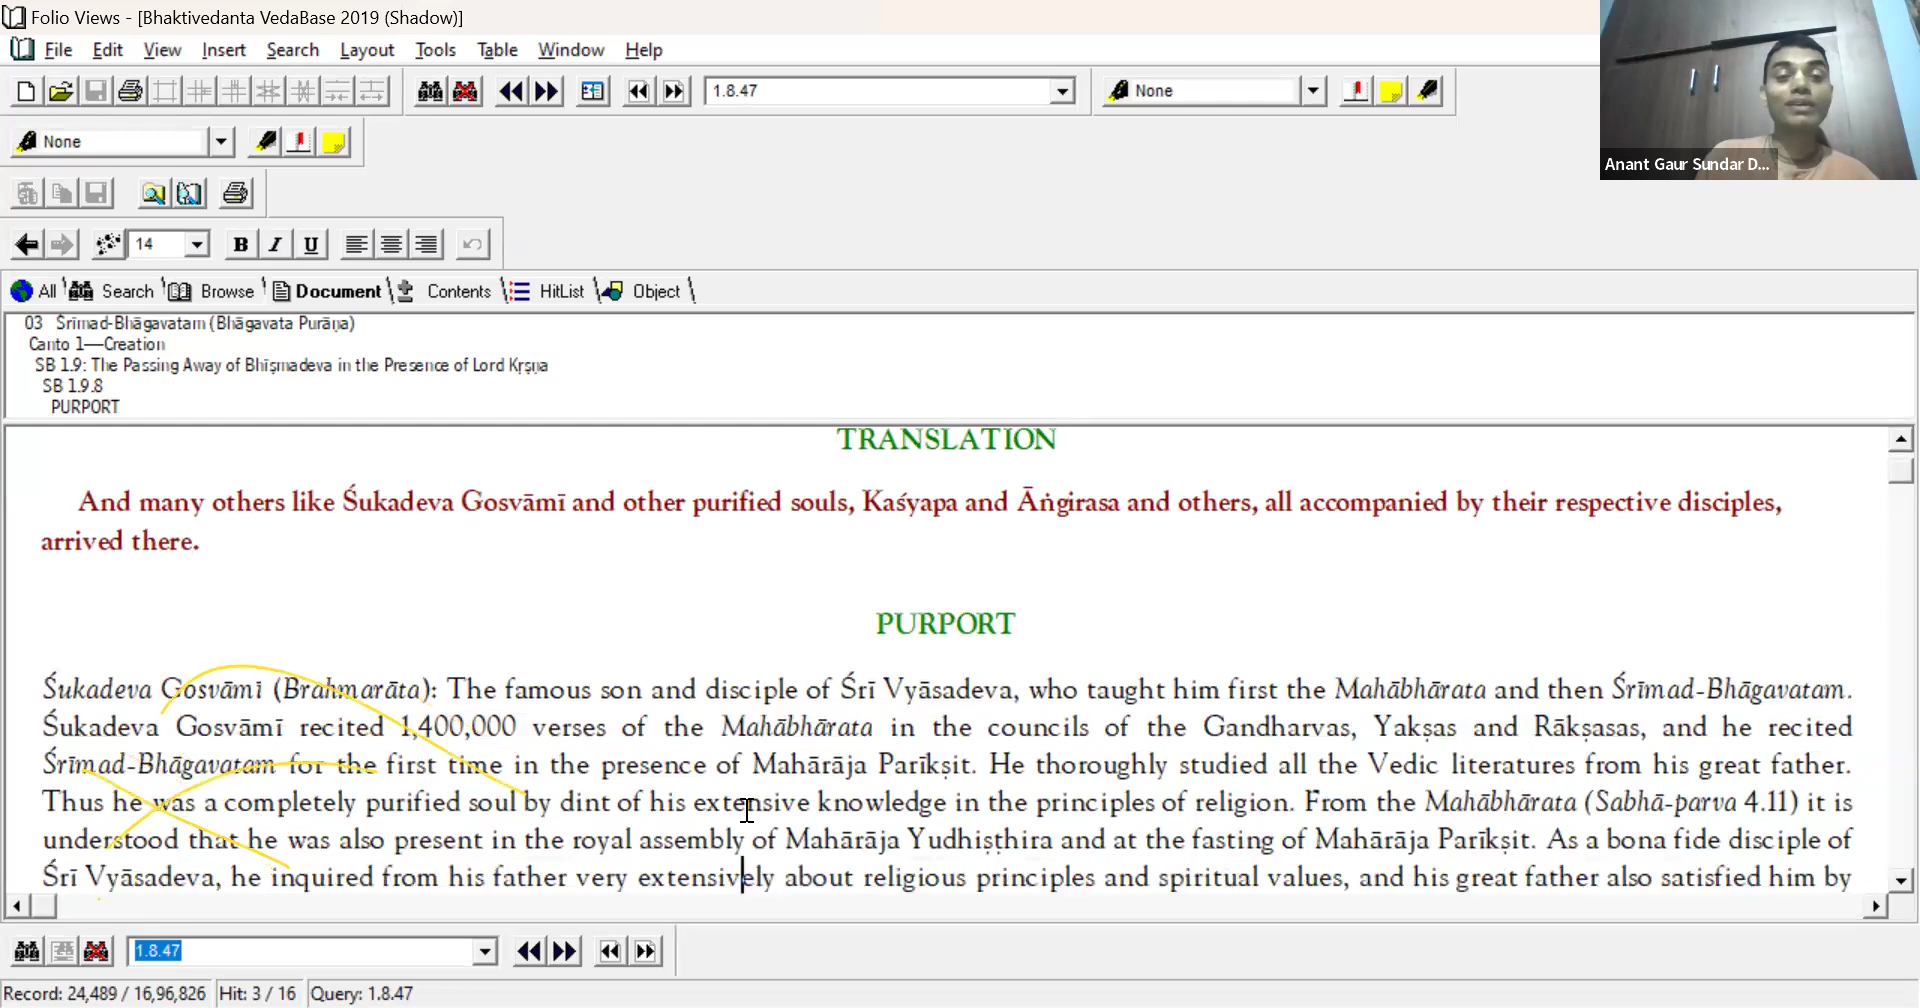 Folio Views - [Bhaktivedanta VedaBase 2019 (Shadow)]
File Edit View Insert Search Layout Tools Table Window Help
1.8.47 None
None
Anant Gaur Sundar D...
14 B I U
All Search Browse Document Contents HitList Object
03 Śrīmad-Bhāgavatam (Bhāgavata Purāṇa)
Canto 1—Creation
SB 1.9: The Passing Away of Bhīṣmadeva in the Presence of Lord Kṛṣṇa
SB 1.9.8
PURPORT
TRANSLATION
And many others like Śukadeva Gosvāmī and other purified souls, Kaśyapa and Āṅgirasa and others, all accompanied by their respective disciples,
arrived there.
PURPORT
Śukadeva Gosvāmī (Brahmarāta): The famous son and disciple of Śrī Vyāsadeva, who taught him first the Mahābhārata and then Śrīmad-Bhāgavatam.
Śukadeva Gosvāmī recited 1,400,000 verses of the Mahābhārata in the councils of the Gandharvas, Yakṣas and Rākṣasas, and he recited
Śrīmad-Bhāgavatam for the first time in the presence of Mahārāja Parīkṣit. He thoroughly studied all the Vedic literatures from his great father.
Thus he was a completely purified soul by dint of his extensive knowledge in the principles of religion. From the Mahābhārata (Sabhā-parva 4.11) it is
understood that he was also present in the royal assembly of Mahārāja Yudhiṣṭhira and at the fasting of Mahārāja Parīkṣit. As a bona fide disciple of
Śrī Vyāsadeva, he inquired from his father very extensively about religious principles and spiritual values, and his great father also satisfied him by
1.8.47
Record: 24,489 / 16,96,826 Hit: 3 / 16 Query: 1.8.47